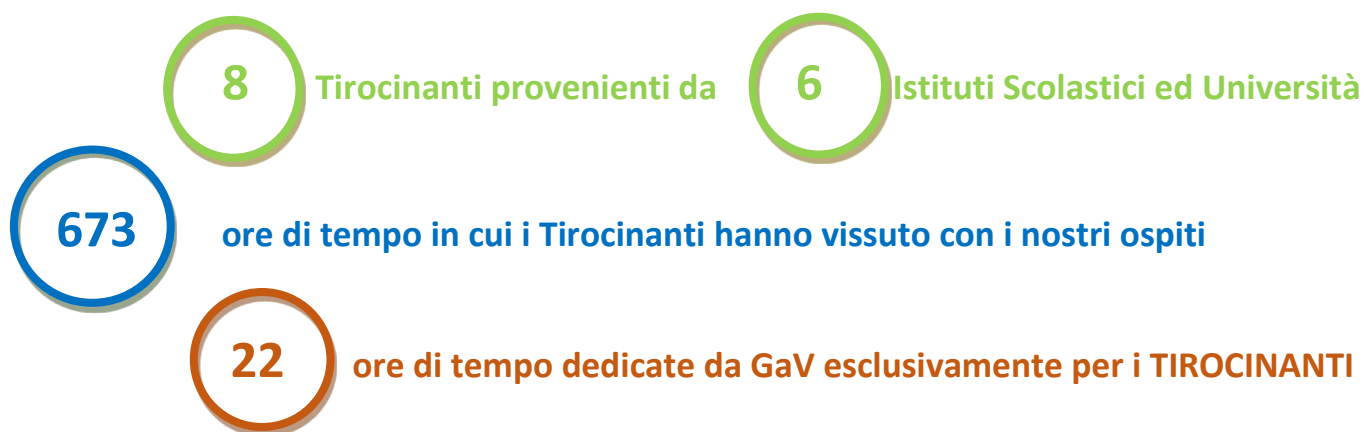 8 Tirocinanti provenienti da 6 Istituti Scolastici ed Università
673 ore di tempo in cui i Tirocinanti hanno vissuto con i nostri ospiti
22 ore di tempo dedicate da GaV esclusivamente per i TIROCINANTI